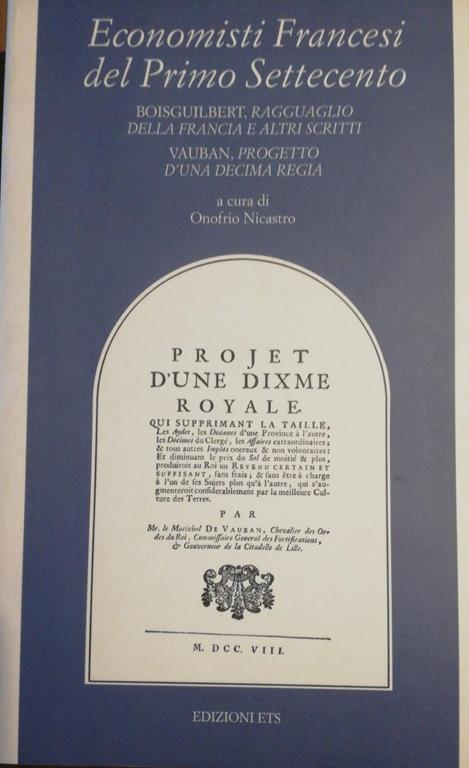 Economisti Francesi
del Primo Settecento
BOISGUILBERT, RAGGUAGLIO
DELLA FRANCIA E ALTRI SCRITTI
VAUBAN, PROGETTO
D'UNA DECIMA REGIA
a cura di
Onofrio Nicastro
PROJET
D'UNE DIXME
ROYALE.
QUI SUPPRIMANT LA TAILLE,
Les Aydes, les Doüanes d'une Province à l'autre,
les Décimes du Clergé, les Affaires extraordinaires;
& tous autres Impôts onereux & non volontaires:
Et diminuant le prix du Sel de moitié & plus,
produiroit au Roi un REVENU CERTAIN ET
SUFFISANT, sans frais; & sans être à charge
à l'un de ses Sujets plus qu'à l'autre, qui s'aug-
menteroit considerablement par la meilleure Cul-
ture des Terres.
PAR
Mr. le Maréchal DE VAUBAN, Chevalier des Or-
des du Roi, Commissaire General des Fortifications,
& Gouverneur de la Citadelle de Lille.
M. DCC. VIII.
EDIZIONI ETS